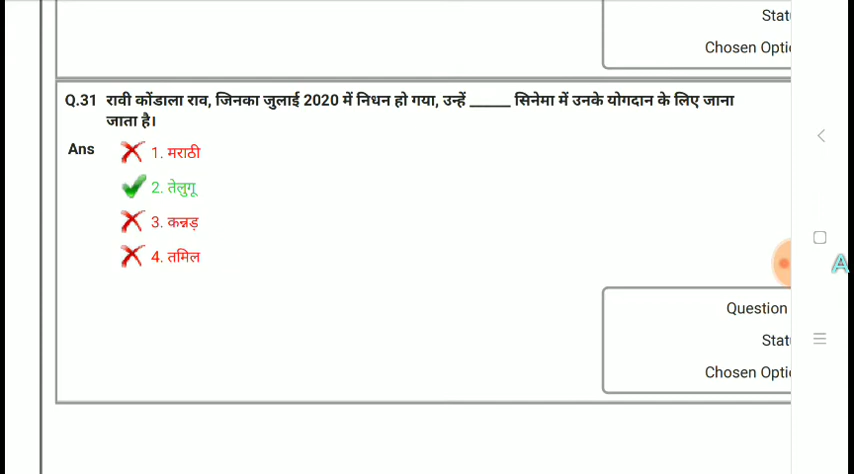 Stat
Chosen Opti
Q.31 रावी कोंडाला राव, जिनका जुलाई 2020 में निधन हो गया, उन्हें ______ सिनेमा में उनके योगदान के लिए जाना
जाता है।
Ans 1. मराठी
2. तेलुगू
3. कन्नड़
4. तमिल
A
Question
Stat
Chosen Opti